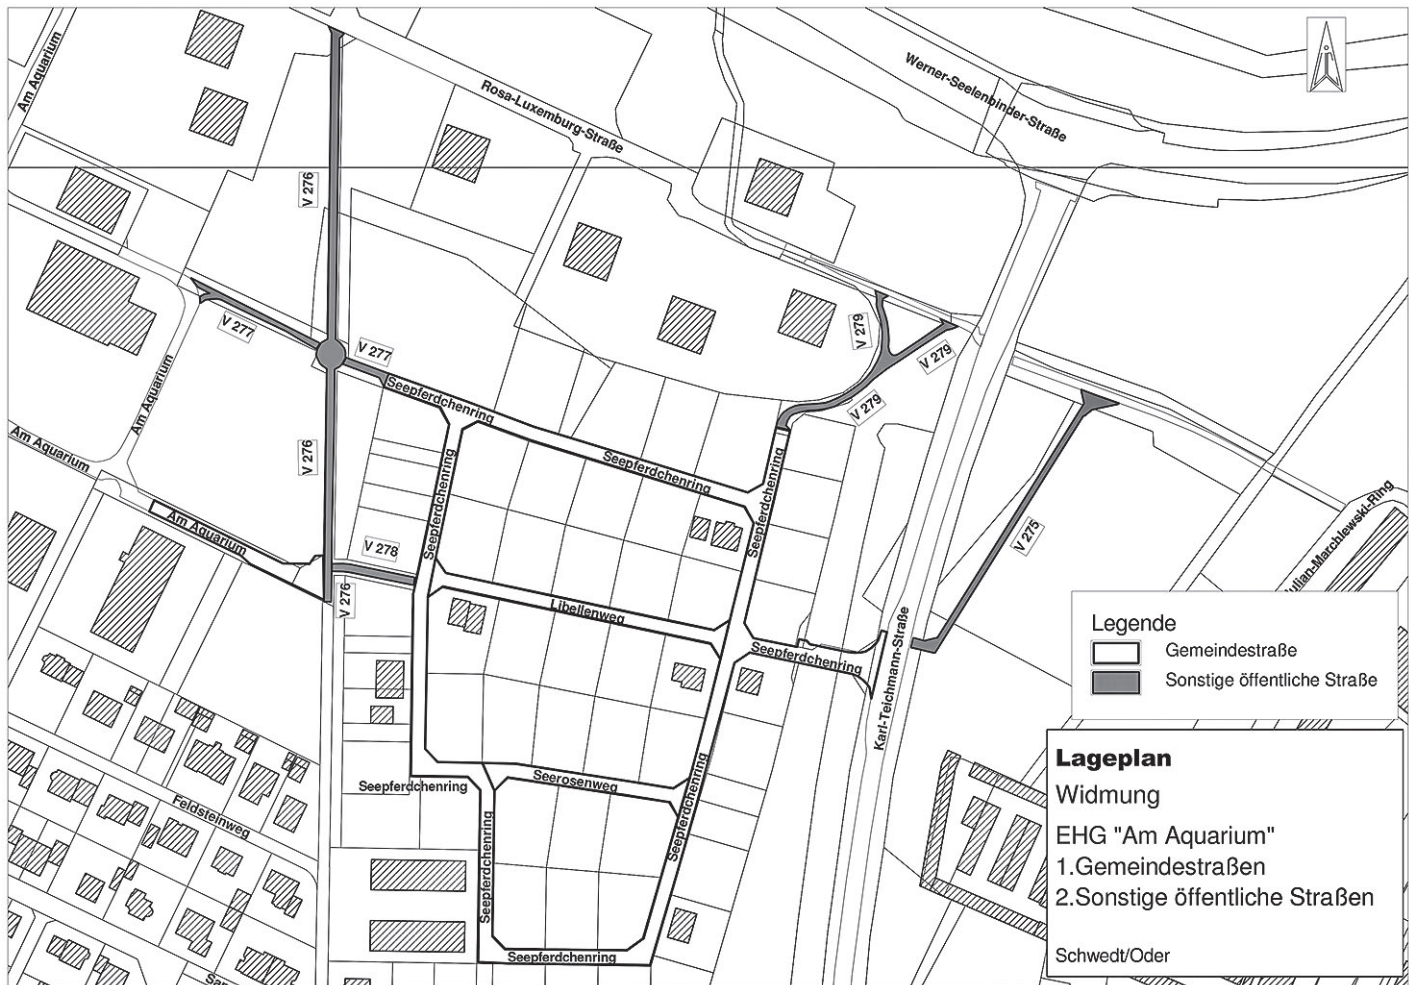 Am Aquarium
Rosa-Luxemburg-Straße
Werner-Seelenbinder-Straße
V 276
V 277
V 277
V 279
V 279
V 279
Am Aquarium
Seepferdchenring
Am Aquarium
V 276
Seepferdchenring
Seepferdchenring
Seepferdchenring
Am Aquarium
V 278
V 275
V 276
Libellenweg
Seepferdchenring
Karl-Teichmann-Straße
Legende
Gemeindestraße
Sonstige öffentliche Straße
Seerosenweg
Seepferdchenring
Feldsteinweg
Seepferdchenring
Seepferdchenring
Seepferdchenring
Lageplan
Widmung
EHG "Am Aquarium"
1.Gemeindestraßen
2.Sonstige öffentliche Straßen
Schwedt/Oder